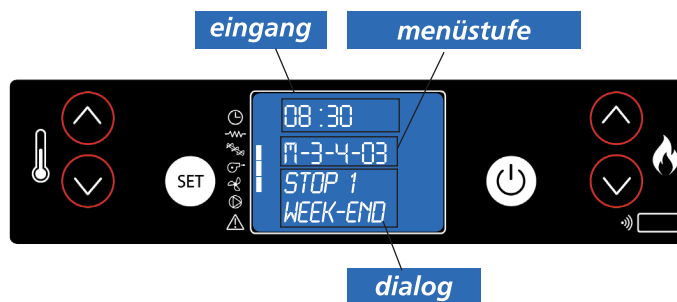 eingang
menüstufe
08:30
M-3-4-03
SET
STOP 1
WEEK-END
dialog